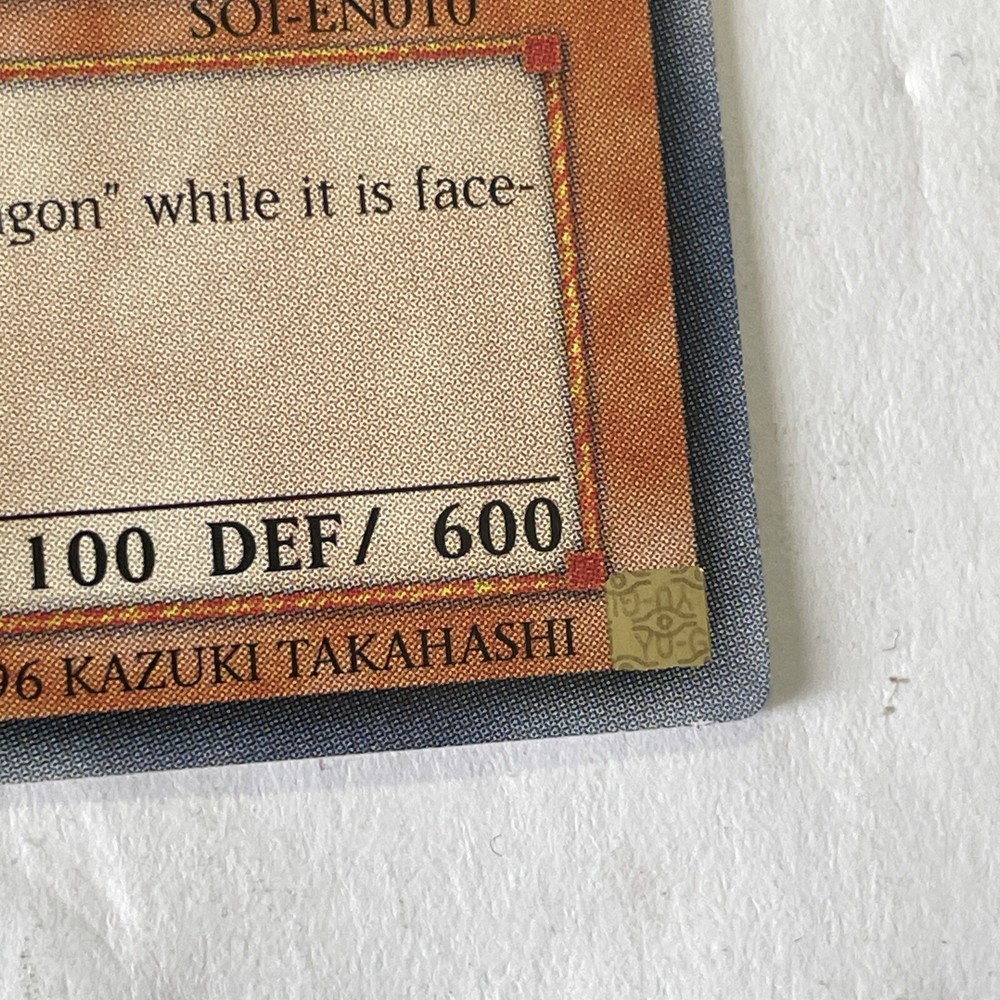 SOI-EN010
gon" while it is face-
100 DEF/ 600
96 KAZUKI TAKAHASHI